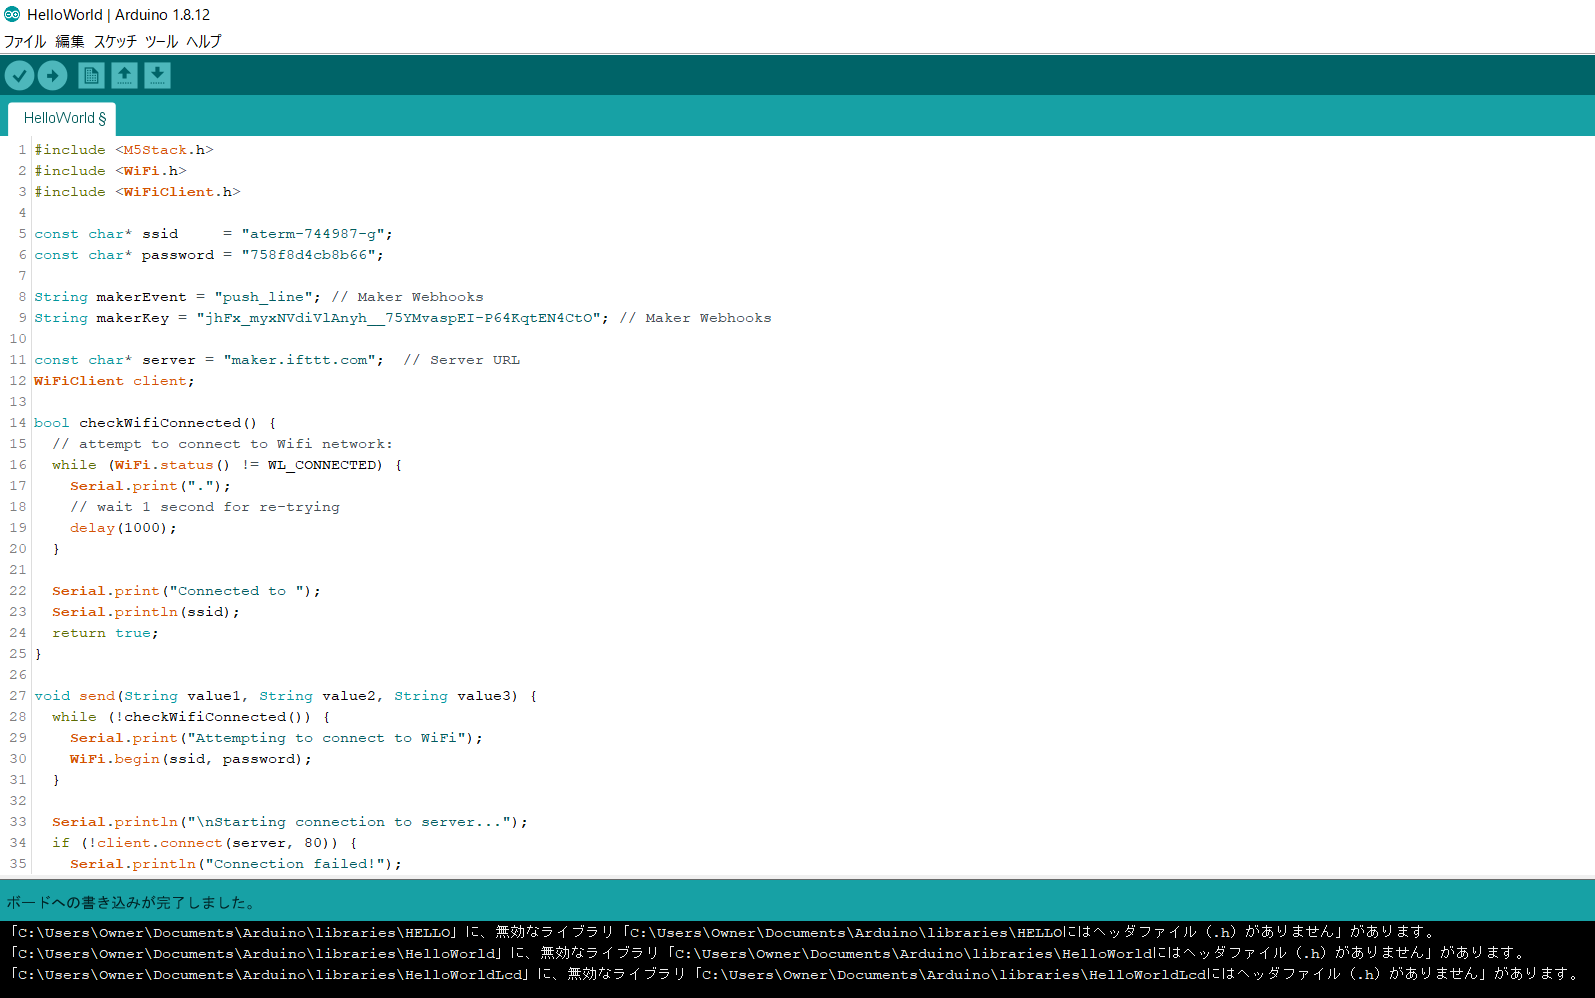 HelloWorld | Arduino 1.8.12
ファイル 編集 スケッチ ツール ヘルプ
HelloWorld §
1 #include <M5Stack.h>
2 #include <WiFi.h>
3 #include <WiFiClient.h>
4
5 const char* ssid     = "aterm-744987-g";
6 const char* password = "758f8d4cb8b66";
7
8 String makerEvent = "push_line"; // Maker Webhooks
9 String makerKey = "jhFx_myxNVdiVlAnyh__75YMvaspEI-P64KqtEN4CtO"; // Maker Webhooks
10
11 const char* server = "maker.ifttt.com";  // Server URL
12 WiFiClient client;
13
14 bool checkWifiConnected() {
15   // attempt to connect to Wifi network:
16   while (WiFi.status() != WL_CONNECTED) {
17     Serial.print(".");
18     // wait 1 second for re-trying
19     delay(1000);
20   }
21
22   Serial.print("Connected to ");
23   Serial.println(ssid);
24   return true;
25 }
26
27 void send(String value1, String value2, String value3) {
28   while (!checkWifiConnected()) {
29     Serial.print("Attempting to connect to WiFi");
30     WiFi.begin(ssid, password);
31   }
32
33   Serial.println("\nStarting connection to server...");
34   if (!client.connect(server, 80)) {
35     Serial.println("Connection failed!");
ボードへの書き込みが完了しました。
「C:\Users\Owner\Documents\Arduino\libraries\HELLO」に、無効なライブラリ「C:\Users\Owner\Documents\Arduino\libraries\HELLOにはヘッダファイル（.h）がありません」があります。
「C:\Users\Owner\Documents\Arduino\libraries\HelloWorld」に、無効なライブラリ「C:\Users\Owner\Documents\Arduino\libraries\HelloWorldにはヘッダファイル（.h）がありません」があります。
「C:\Users\Owner\Documents\Arduino\libraries\HelloWorldLcd」に、無効なライブラリ「C:\Users\Owner\Documents\Arduino\libraries\HelloWorldLcdにはヘッダファイル（.h）がありません」があります。